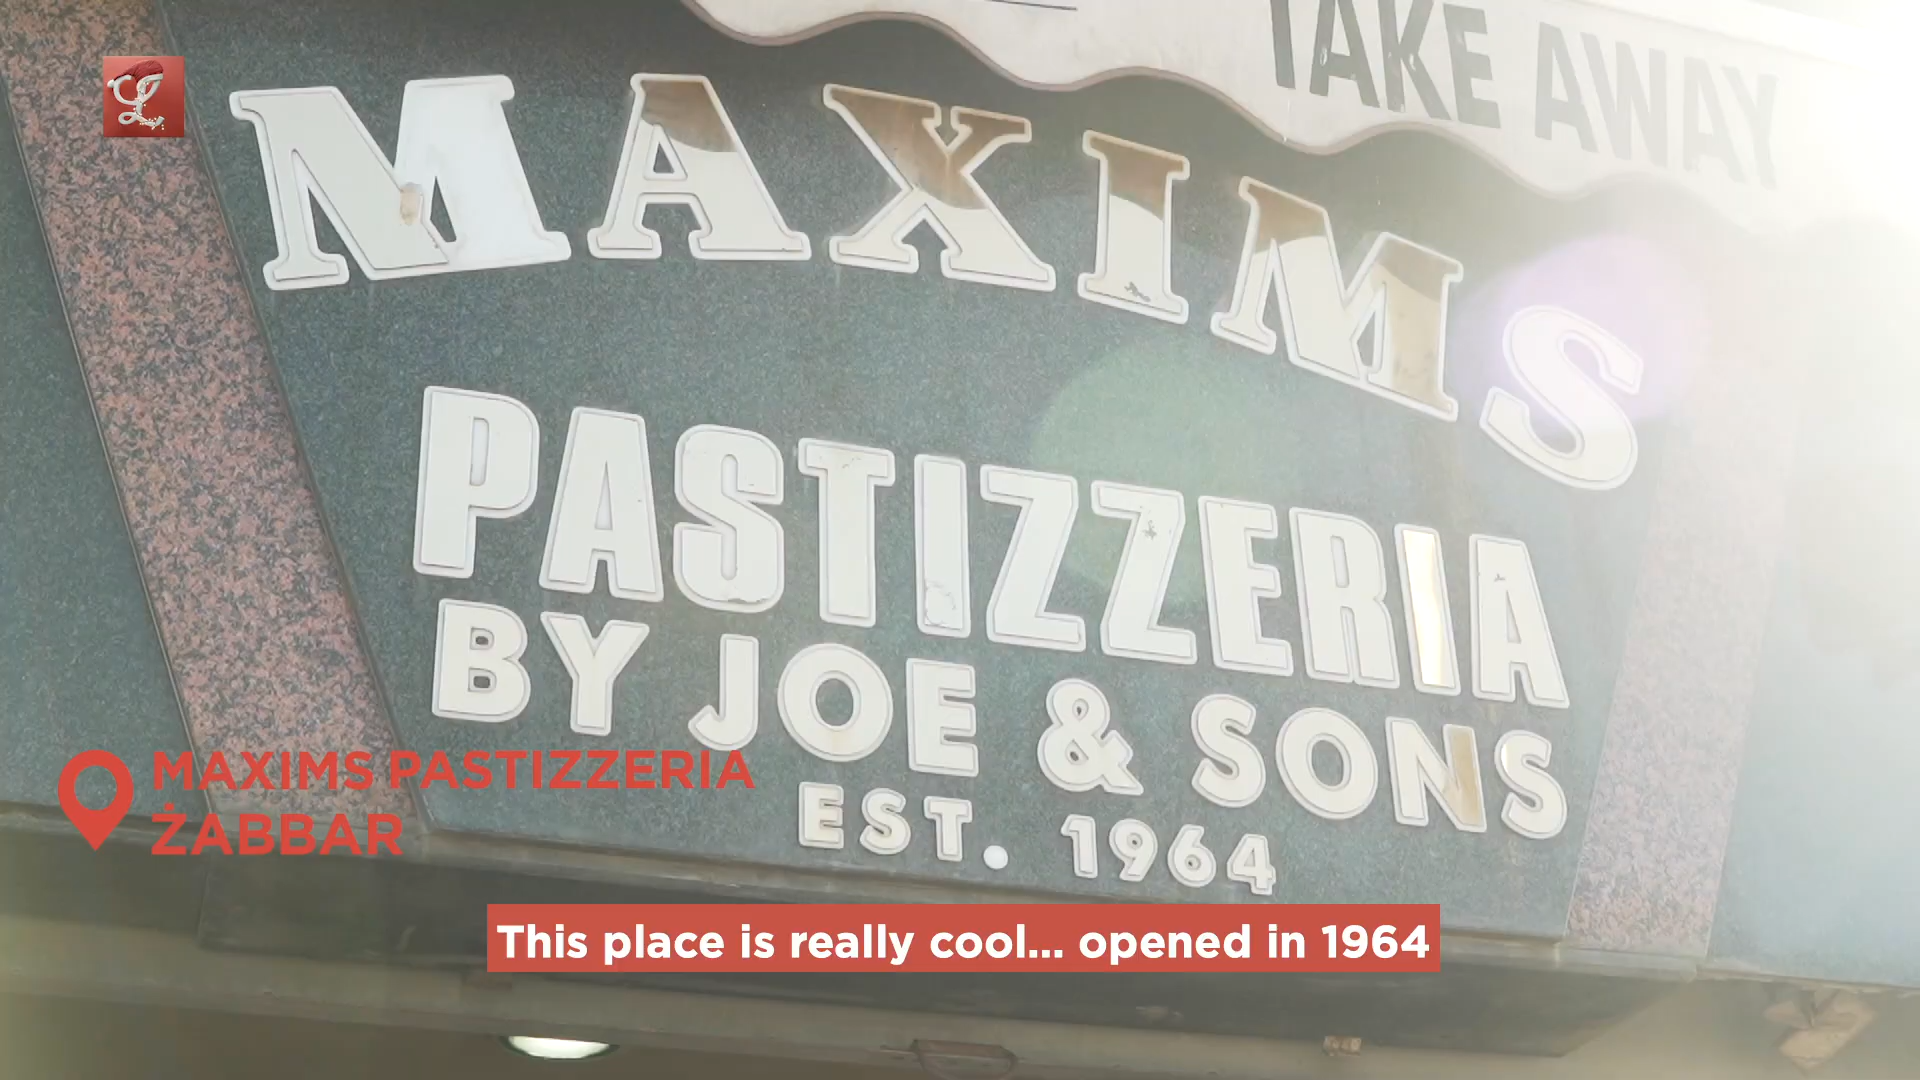 TAKE AWAY
MAXIMS
PASTIZZERIA
BY JOE & SONS
EST. 1964
MAXIMS PASTIZZERIA
ŻABBAR
This place is really cool... opened in 1964